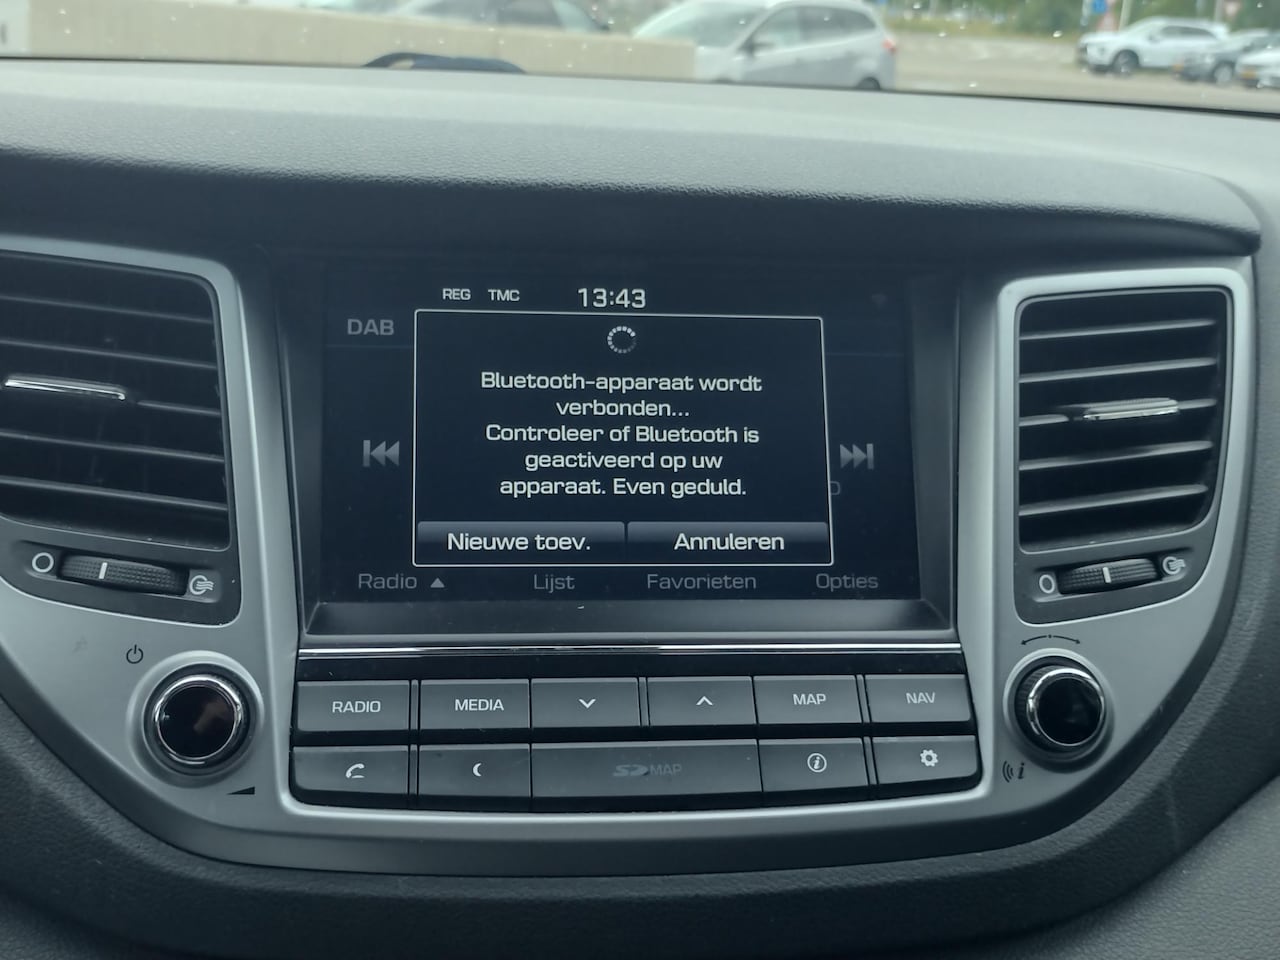 REG TMC 13:43
DAB
Bluetooth-apparaat wordt
verbonden...
Controleer of Bluetooth is
geactiveerd op uw
apparaat. Even geduld.
Nieuwe toev. Annuleren
Radio Lijst Favorieten Opties
RADIO MEDIA MAP NAV
SD MAP